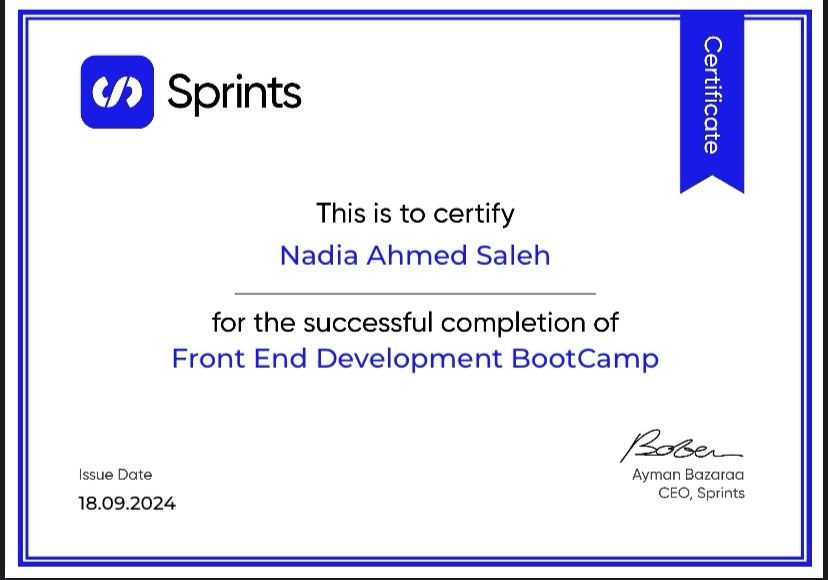 Sprints
Certificate
This is to certify
Nadia Ahmed Saleh
for the successful completion of
Front End Development BootCamp
Issue Date
18.09.2024
Ayman Bazaraa
CEO, Sprints